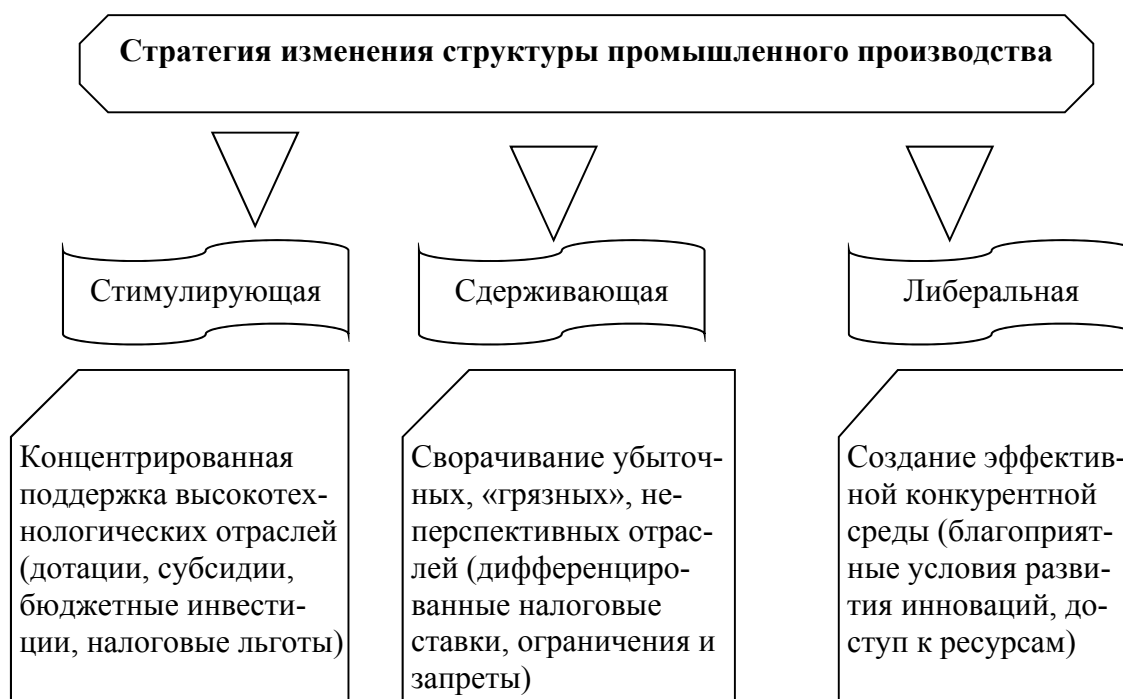 Стратегия изменения структуры промышленного производства
Стимулирующая
Сдерживающая
Либеральная
Концентрированная
поддержка высокотех-
нологических отраслей
(дотации, субсидии,
бюджетные инвести-
ции, налоговые льготы)
Сворачивание убыточ-
ных, «грязных», не-
перспективных отрас-
лей (дифференциро-
ванные налоговые
ставки, ограничения и
запреты)
Создание эффектив-
ной конкурентной
среды (благоприят-
ные условия разви-
тия инноваций, до-
ступ к ресурсам)